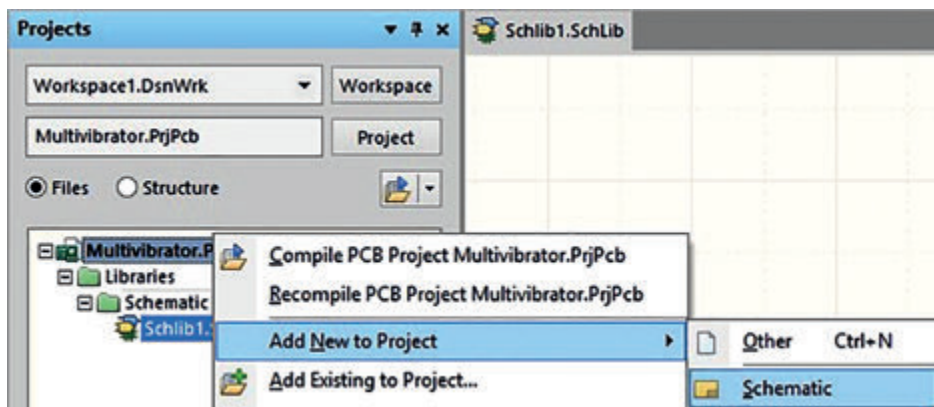 Projects
Schlib1.SchLib
Workspace1.DsnWrk
Workspace
Multivibrator.PrjPcb
Project
Files
Structure
Multivibrator.P
Compile PCB Project Multivibrator.PrjPcb
Libraries
Recompile PCB Project Multivibrator.PrjPcb
Schematic
Schlib1.
Add New to Project
Other Ctrl+N
Add Existing to Project...
Schematic